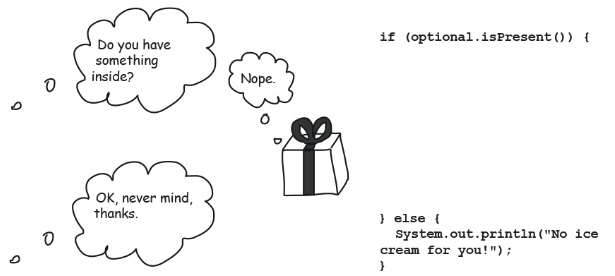 Do you have
something
inside?
Nope.
if (optional.isPresent()) {
OK, never mind,
thanks.
} else {
System.out.println("No ice
cream for you!");
}